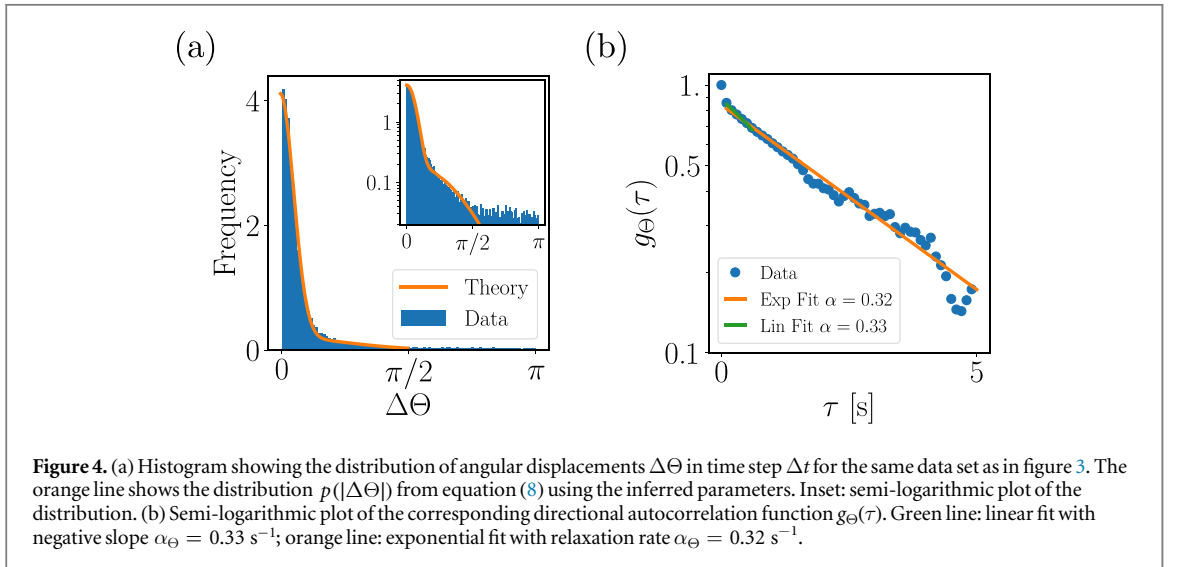 (a)
(b)
4
2
0
Frequency
1
0.1
0
π/2
π
Theory
Data
0
π/2
π
ΔΘ
1.
0.5
0.1
g_Θ(τ)
Data
Exp Fit α = 0.32
Lin Fit α = 0.33
0
5
τ [s]
Figure 4. (a) Histogram showing the distribution of angular displacements ΔΘ in time step Δt for the same data set as in figure 3. The
orange line shows the distribution p(|ΔΘ|) from equation (8) using the inferred parameters. Inset: semi-logarithmic plot of the
distribution. (b) Semi-logarithmic plot of the corresponding directional autocorrelation function g_Θ(τ). Green line: linear fit with
negative slope α_Θ = 0.33 s⁻¹; orange line: exponential fit with relaxation rate α_Θ = 0.32 s⁻¹.